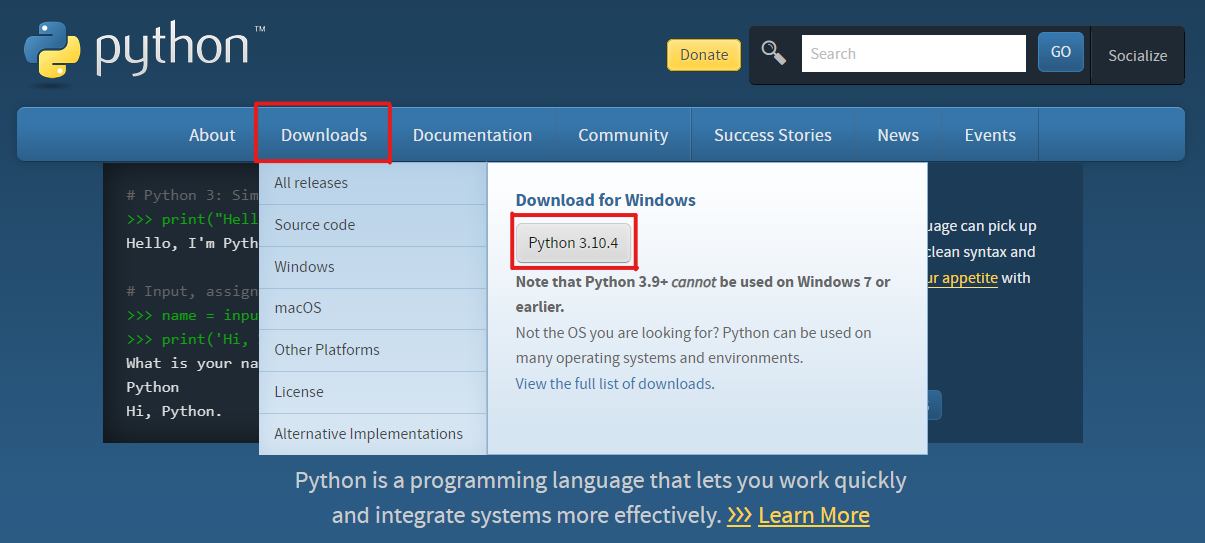 python™
Donate
Search
GO
Socialize
About
Downloads
Documentation
Community
Success Stories
News
Events
# Python 3: Sim
>>> print("Hell
Hello, I'm Pyth
# Input, assign
>>> name = inpu
>>> print('Hi,
What is your na
Python
Hi, Python.
All releases
Source code
Windows
macOS
Other Platforms
License
Alternative Implementations
Download for Windows
Python 3.10.4
Note that Python 3.9+ cannot be used on Windows 7 or
earlier.
Not the OS you are looking for? Python can be used on
many operating systems and environments.
View the full list of downloads.
uage can pick up
clean syntax and
ur appetite with
Python is a programming language that lets you work quickly
and integrate systems more effectively. >>> Learn More